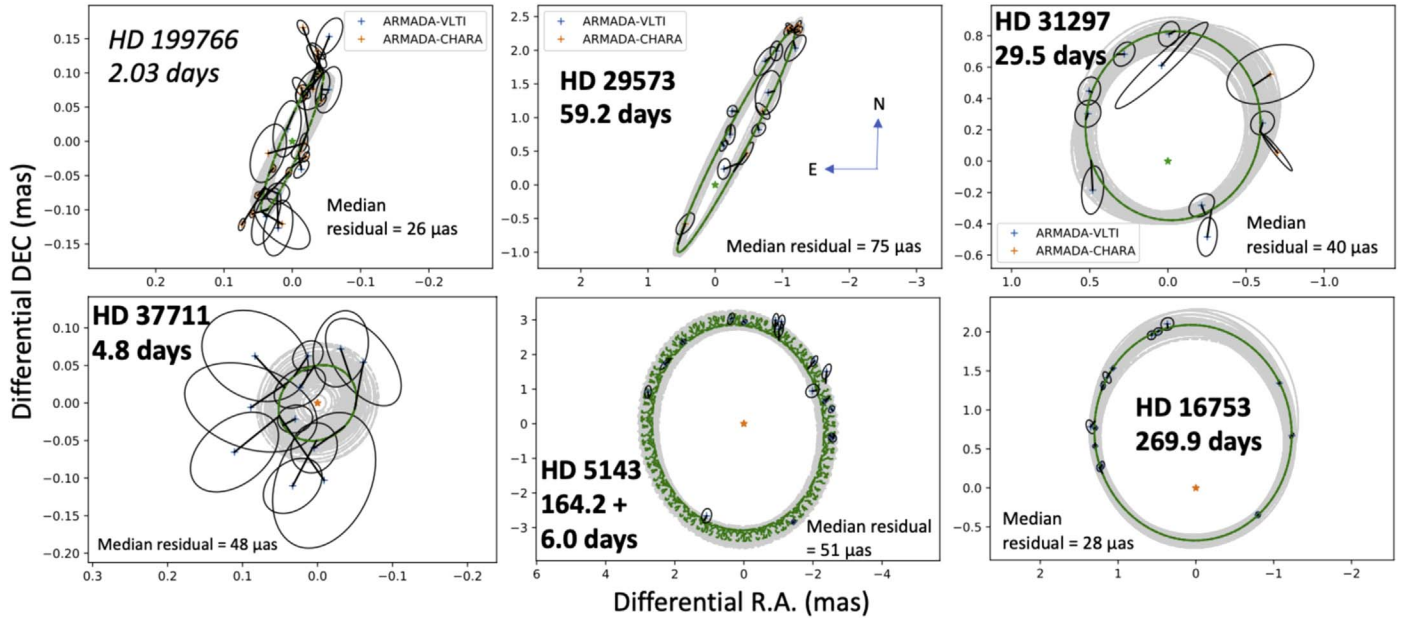 Differential DEC (mas)
HD 199766
2.03 days
ARMADA-VLTI
ARMADA-CHARA
Median
residual = 26 µas
0.15
0.10
0.05
0.00
−0.05
−0.10
−0.15
0.2 0.1 0.0 −0.1 −0.2
ARMADA-VLTI
ARMADA-CHARA
HD 29573
59.2 days
N
E
Median residual = 75 µas
2.5
2.0
1.5
1.0
0.5
0.0
−0.5
−1.0
2 1 0 −1 −2 −3
HD 31297
29.5 days
ARMADA-VLTI
ARMADA-CHARA
Median
residual = 40 µas
0.8
0.6
0.4
0.2
0.0
−0.2
−0.4
−0.6
1.0 0.5 0.0 −0.5 −1.0
HD 37711
4.8 days
Median residual = 48 µas
0.10
0.05
0.00
−0.05
−0.10
−0.15
−0.20
0.3 0.2 0.1 0.0 −0.1 −0.2
HD 5143
164.2 +
6.0 days
Median residual
= 51 µas
3
2
1
0
−1
−2
−3
6 4 2 0 −2 −4
HD 16753
269.9 days
Median
residual = 28 µas
2.0
1.5
1.0
0.5
0.0
−0.5
2 1 0 −1 −2
Differential R.A. (mas)